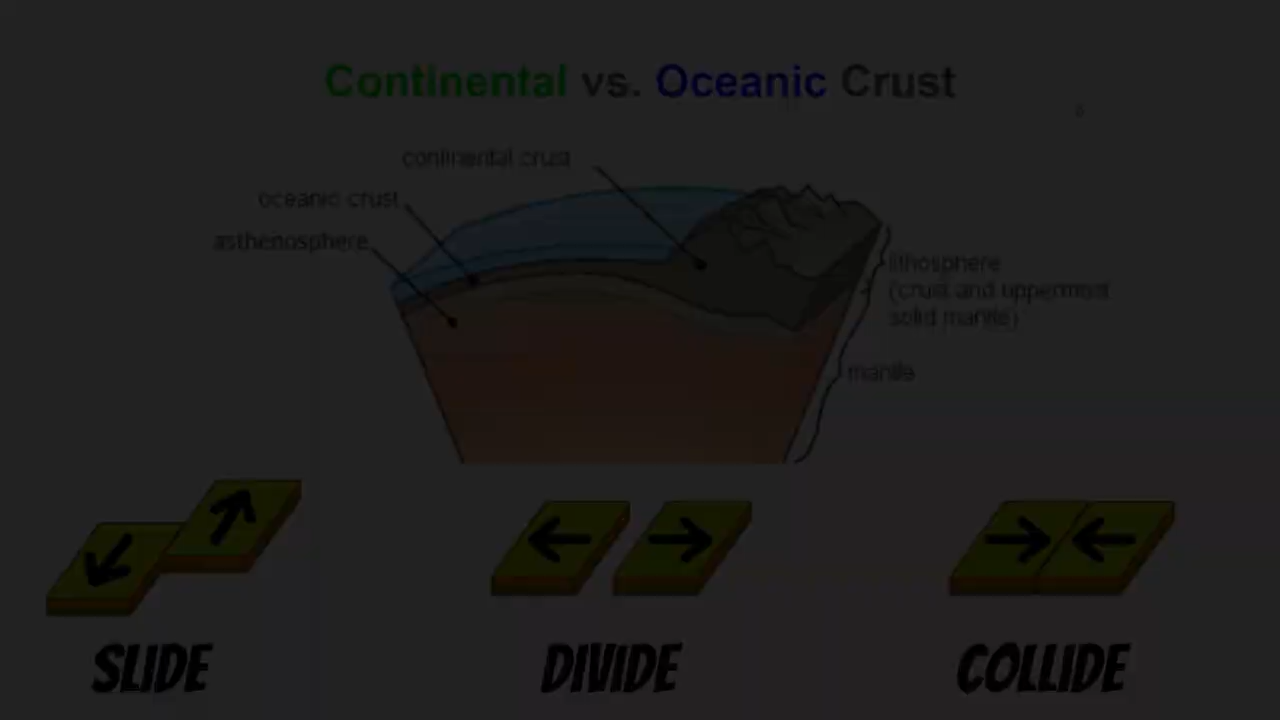 Continental vs. Oceanic Crust
continental crust
oceanic crust
asthenosphere
lithosphere
(crust and uppermost
solid mantle)
mantle
SLIDE
DIVIDE
COLLIDE